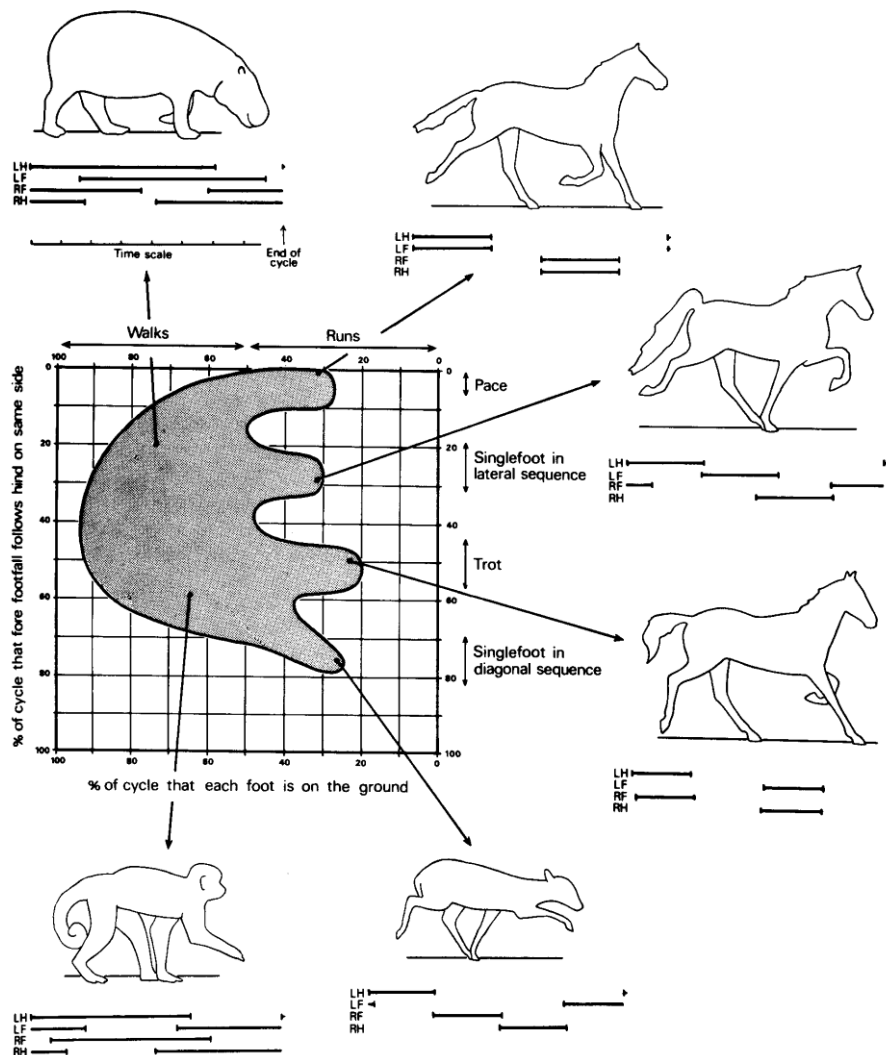 LH
LF
RF
RH
Time scale
End of
cycle
LH
LF
RF
RH
Walks
Runs
100 80 60 40 20 0
0
20
40
60
80
100
0
20
40
60
80
100
100 80 60 40 20 0
% of cycle that fore footfall follows hind on same side
% of cycle that each foot is on the ground
Pace
Singlefoot in
lateral sequence
Trot
Singlefoot in
diagonal sequence
LH
LF
RF
RH
LH
LF
RF
RH
LH
LF
RF
RH
LH
LF
RF
RH